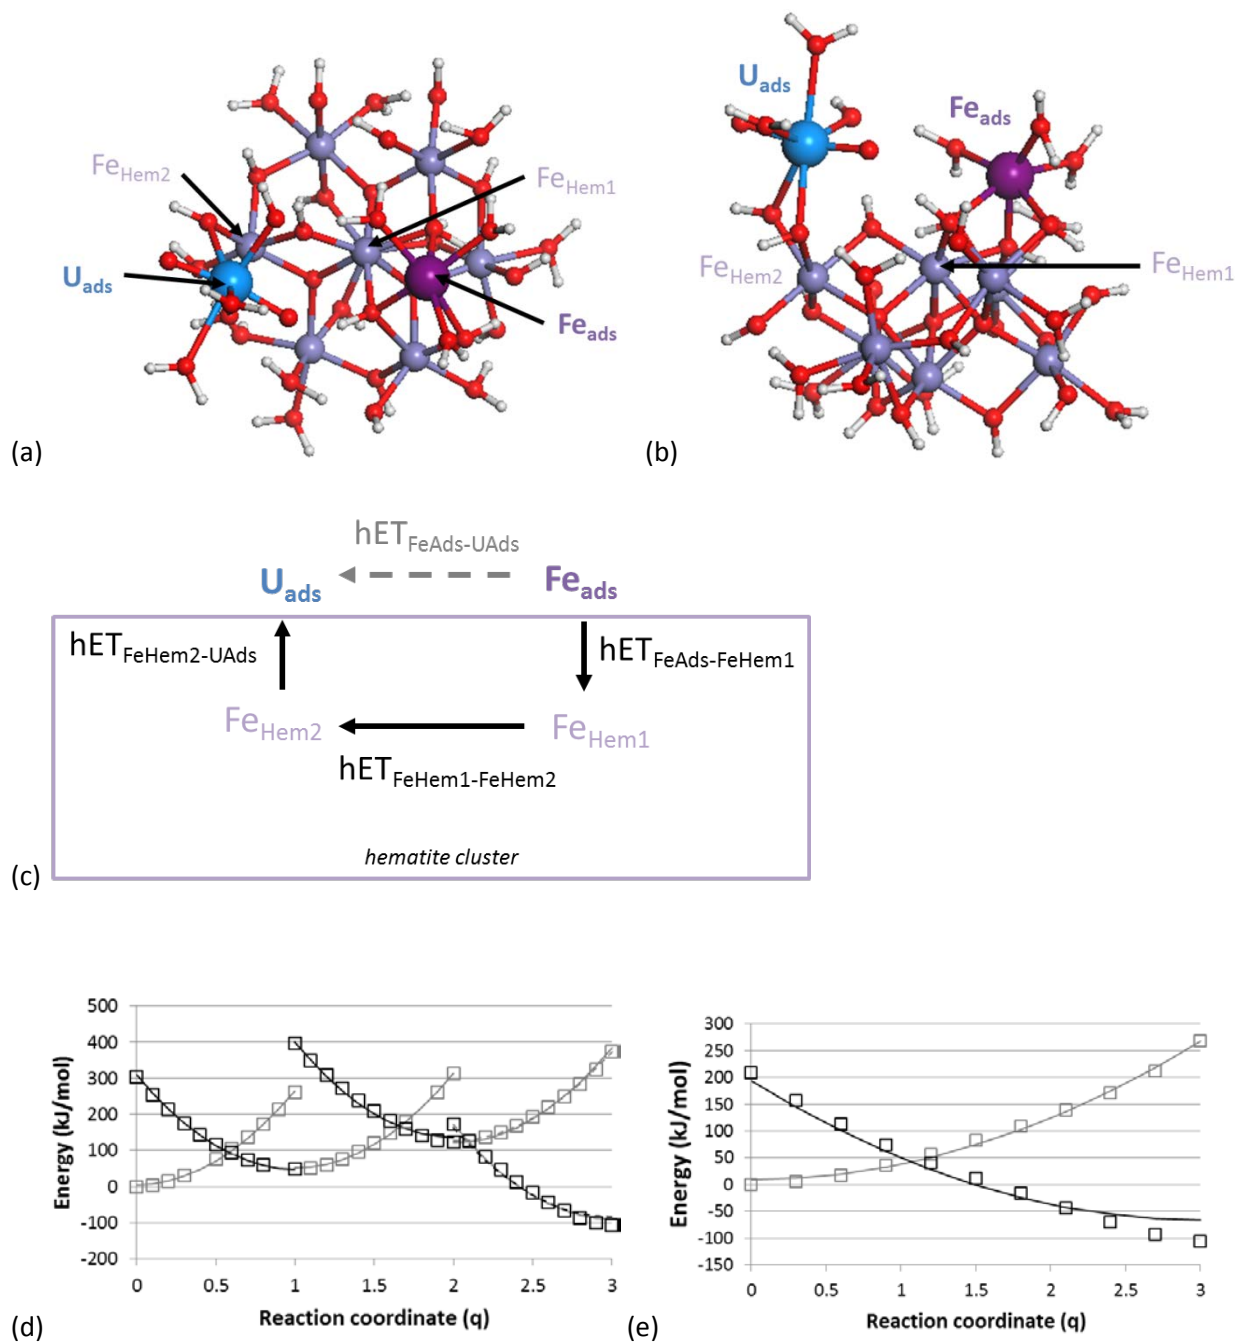 U_ads
Fe_ads
Fe_Hem2
Fe_Hem1
U_ads
Fe_ads
Fe_Hem2
Fe_Hem1
(a)
(b)
hET_FeAds-UAds
U_ads
Fe_ads
hET_FeHem2-UAds
hET_FeAds-FeHem1
Fe_Hem2
Fe_Hem1
hET_FeHem1-FeHem2
hematite cluster
(c)
Energy (kJ/mol)
500
400
300
200
100
0
-100
-200
0 0.5 1 1.5 2 2.5 3
Reaction coordinate (q)
(d)
Energy (kJ/mol)
300
250
200
150
100
50
0
-50
-100
-150
0 0.5 1 1.5 2 2.5 3
Reaction coordinate (q)
(e)